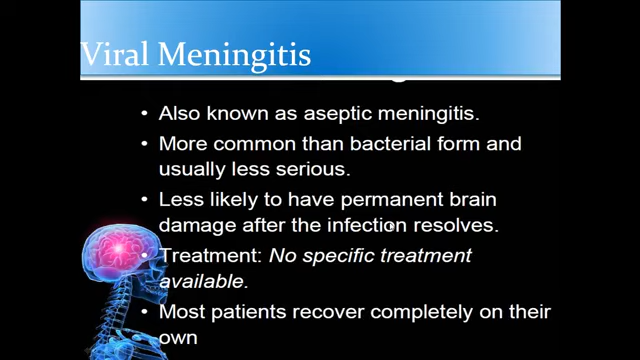 Viral Meningitis
• Also known as aseptic meningitis.
• More common than bacterial form and
usually less serious.
• Less likely to have permanent brain
damage after the infection resolves.
• Treatment: No specific treatment
available.
• Most patients recover completely on their
own